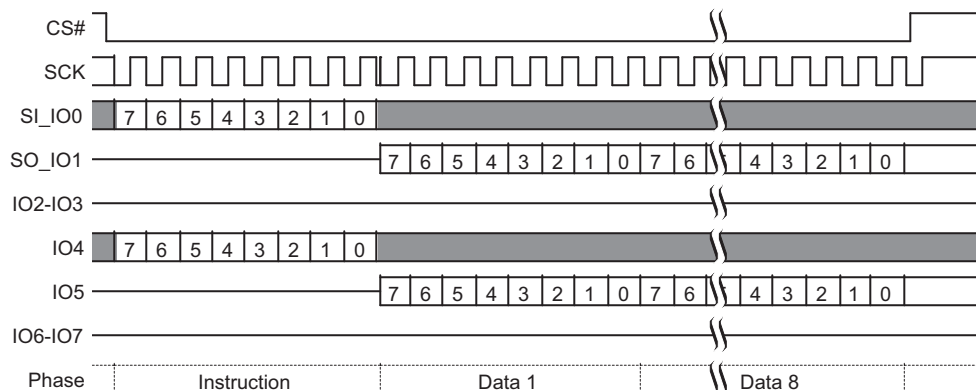 CS#
SCK
SI_IO0 7 6 5 4 3 2 1 0
SO_IO1 7 6 5 4 3 2 1 0 7 6 4 3 2 1 0
IO2-IO3
IO4 7 6 5 4 3 2 1 0
IO5 7 6 5 4 3 2 1 0 7 6 4 3 2 1 0
IO6-IO7
Phase Instruction Data 1 Data 8